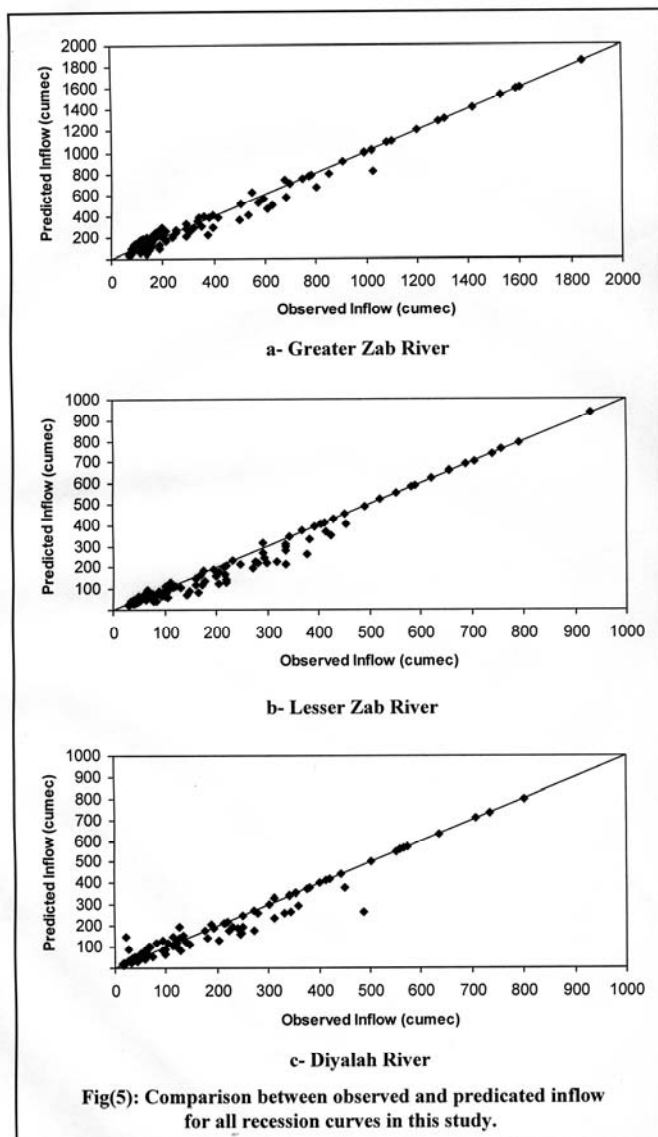 2000
1800
1600
1400
1200
1000
800
600
400
200
Predicted Inflow (cumec)
0 200 400 600 800 1000 1200 1400 1600 1800 2000
Observed Inflow (cumec)
a- Greater Zab River
1000
900
800
700
600
500
400
300
200
100
Predicted Inflow (cumec)
0 100 200 300 400 500 600 700 800 900 1000
Observed Inflow (cumec)
b- Lesser Zab River
1000
900
800
700
600
500
400
300
200
100
Predicted Inflow (cumec)
0 100 200 300 400 500 600 700 800 900 1000
Observed Inflow (cumec)
c- Diyalah River
Fig(5): Comparison between observed and predicated inflow
for all recession curves in this study.